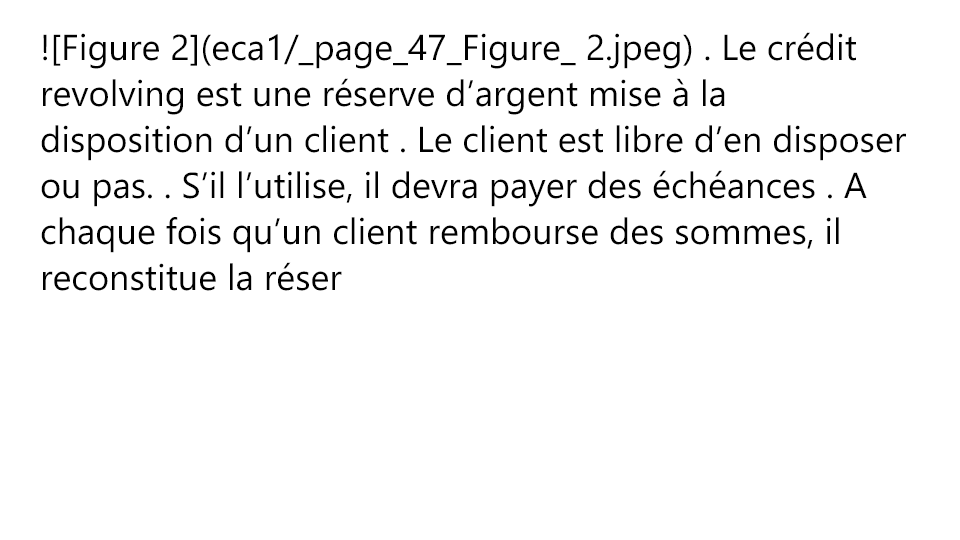 ![Figure 2](eca1/_page_47_Figure_ 2.jpeg) . Le crédit
revolving est une réserve d’argent mise à la
disposition d’un client . Le client est libre d’en disposer
ou pas. . S’il l’utilise, il devra payer des échéances . A
chaque fois qu’un client rembourse des sommes, il
reconstitue la réser